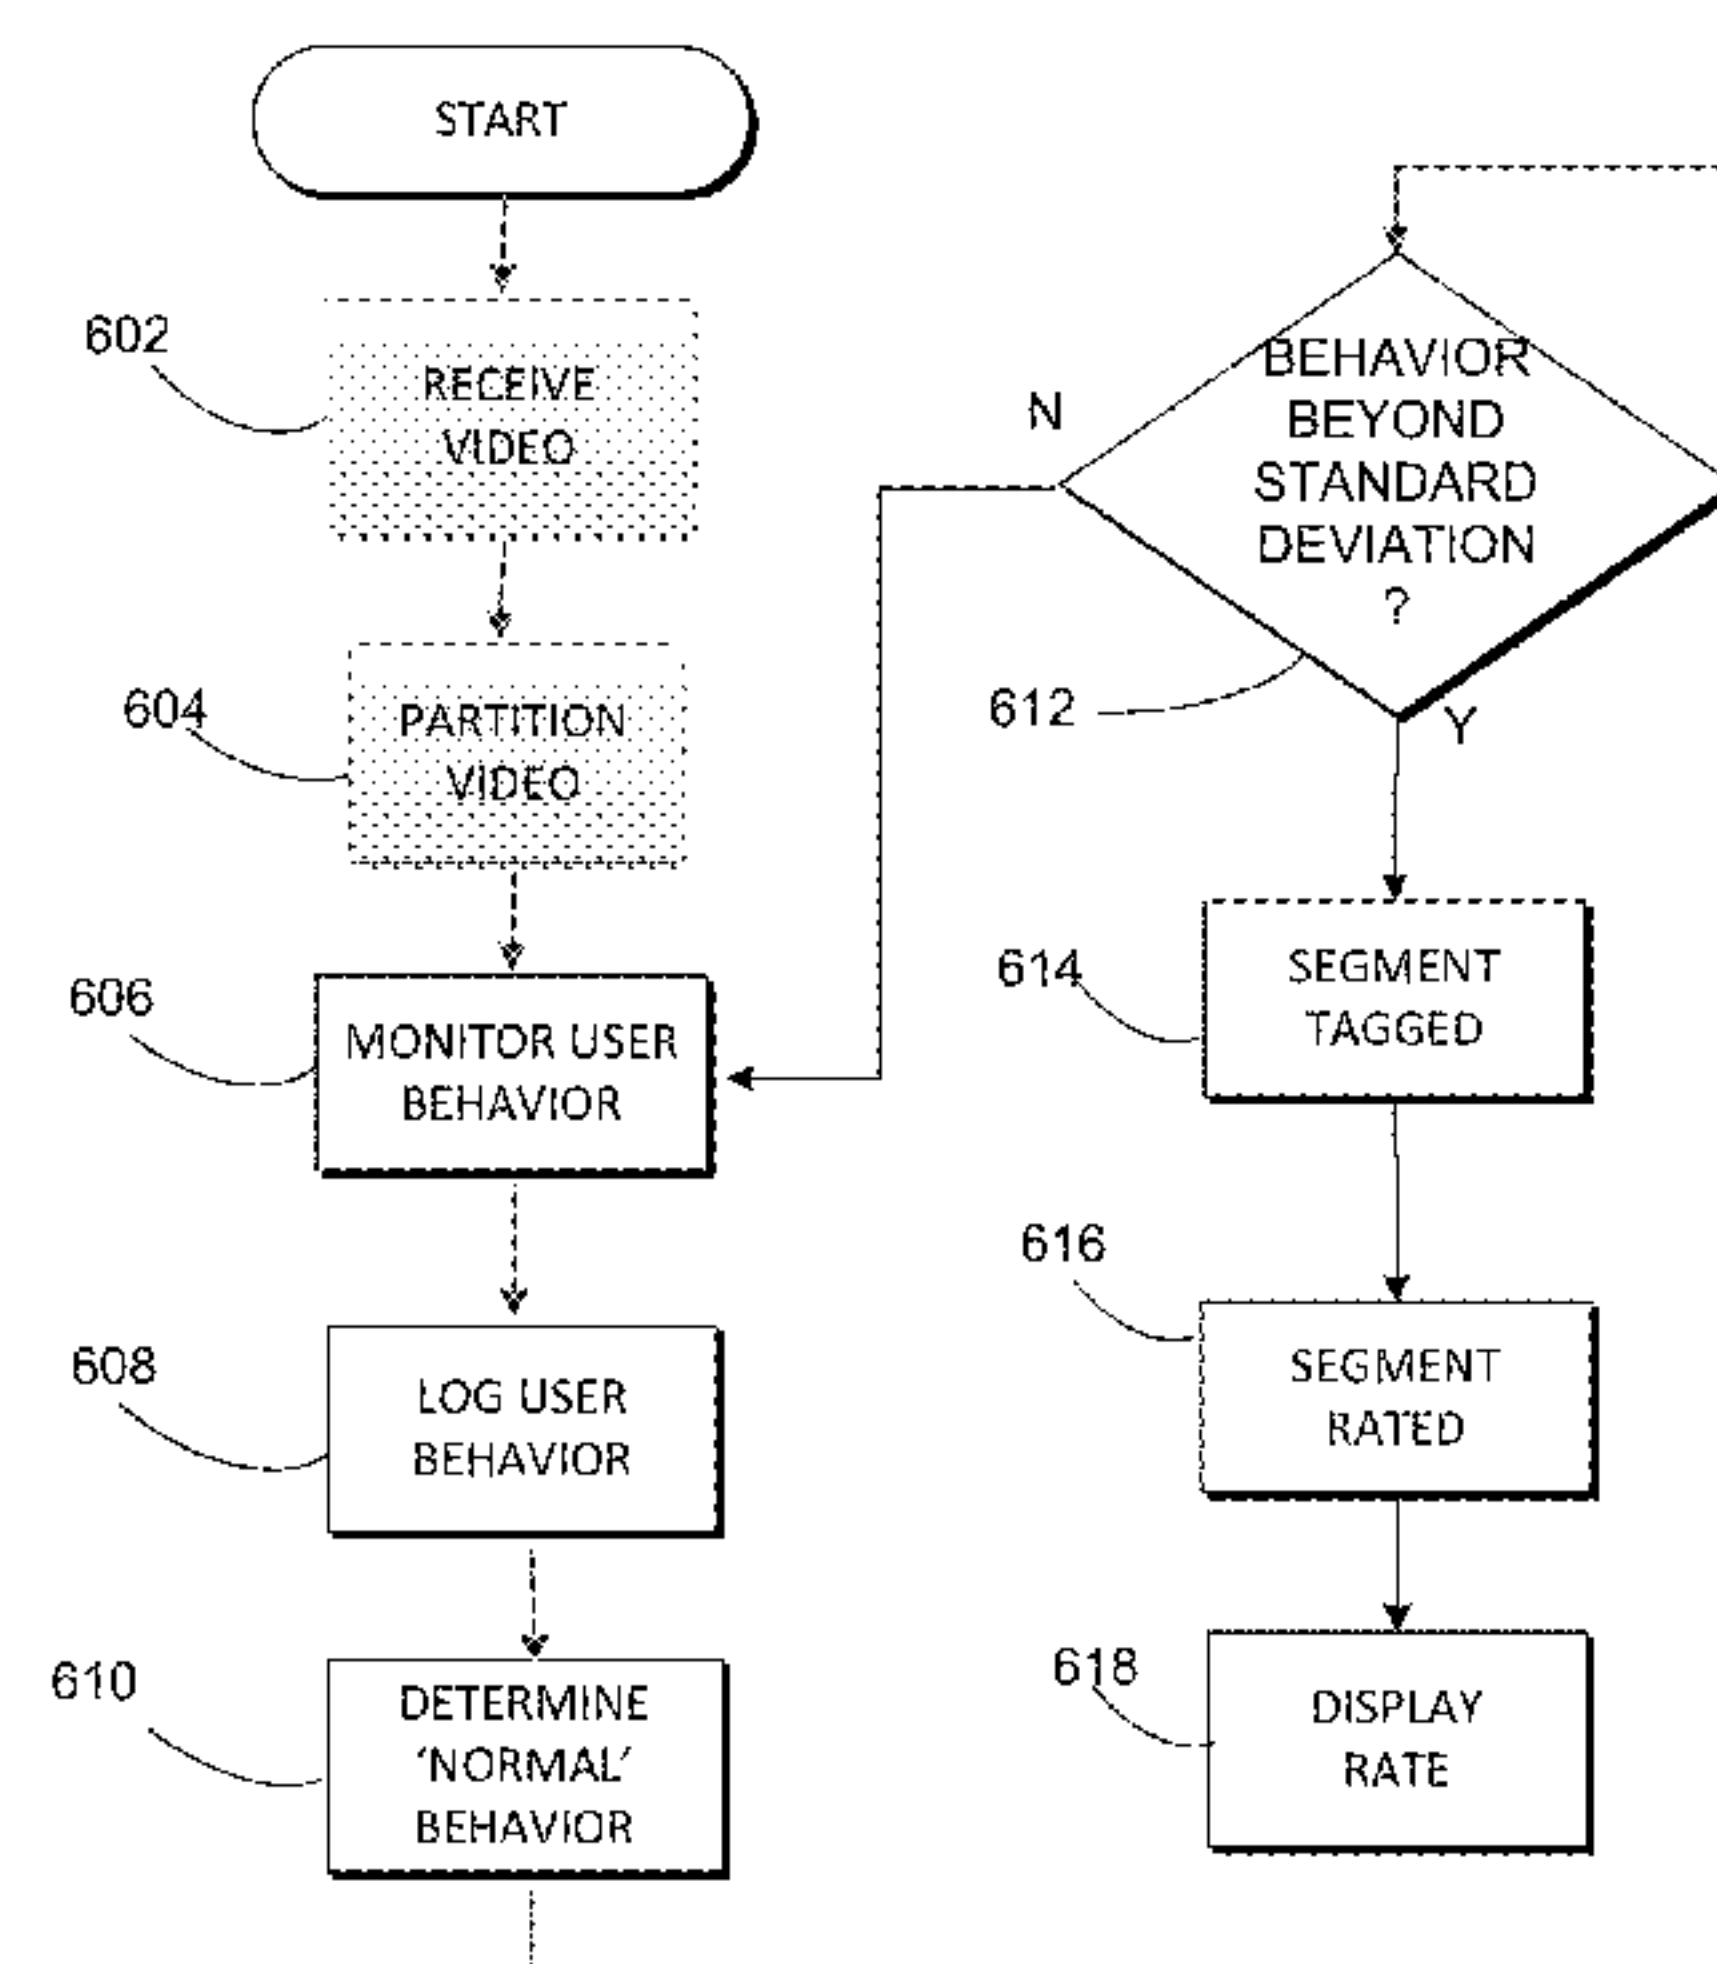 START
602
RECEIVE
VIDEO
604
PARTITION
VIDEO
606
MONITOR USER
BEHAVIOR
608
LOG USER
BEHAVIOR
610
DETERMINE
‘NORMAL’
BEHAVIOR
BEHAVIOR
BEYOND
STANDARD
DEVIATION
?
N
612
Y
614
SEGMENT
TAGGED
616
SEGMENT
RATED
618
DISPLAY
RATE